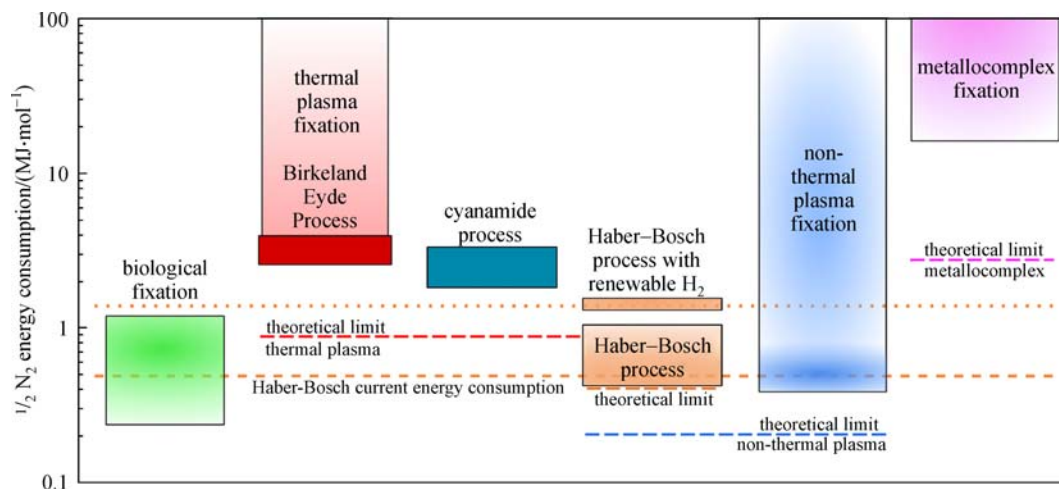 ½ N₂ energy consumption/(MJ·mol⁻¹)
100
10
1
0.1
biological
fixation
thermal
plasma
fixation
Birkeland
Eyde
Process
cyanamide
process
Haber–Bosch
process with
renewable H₂
Haber–Bosch
process
theoretical limit
non-
thermal
plasma
fixation
metallocomplex
fixation
theoretical limit
metallocomplex
theoretical limit
thermal plasma
Haber-Bosch current energy consumption
theoretical limit
non-thermal plasma